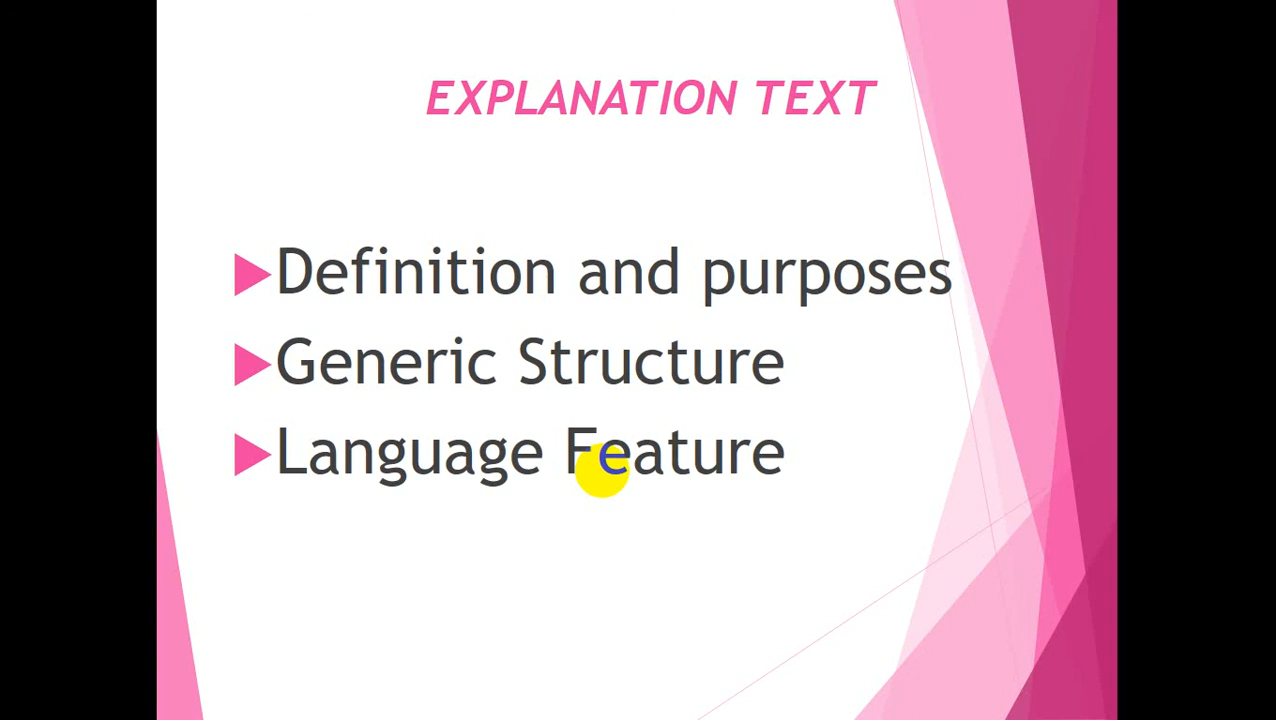 EXPLANATION TEXT
Definition and purposes
Generic Structure
Language Feature